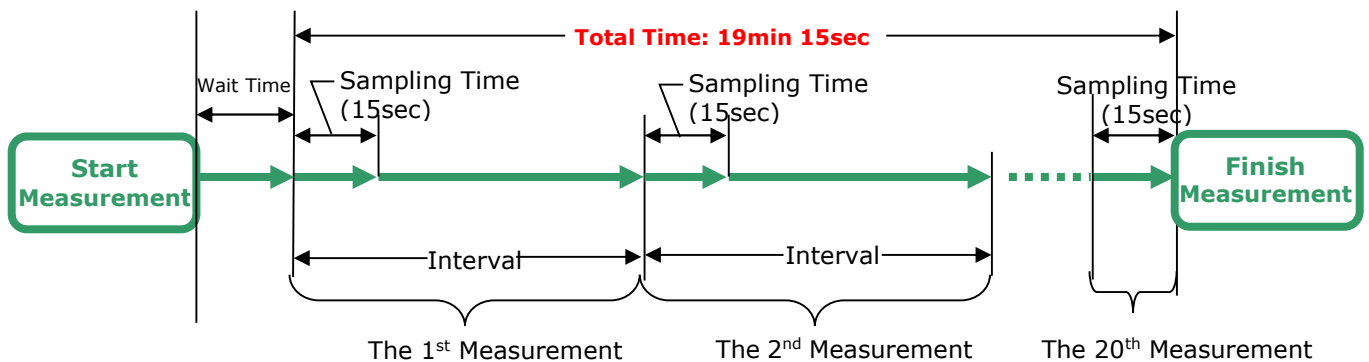 Total Time: 19min 15sec
Wait Time
Sampling Time
(15sec)
Sampling Time
(15sec)
Sampling Time
(15sec)
Start
Measurement
Finish
Measurement
Interval
Interval
The 1st Measurement
The 2nd Measurement
The 20th Measurement